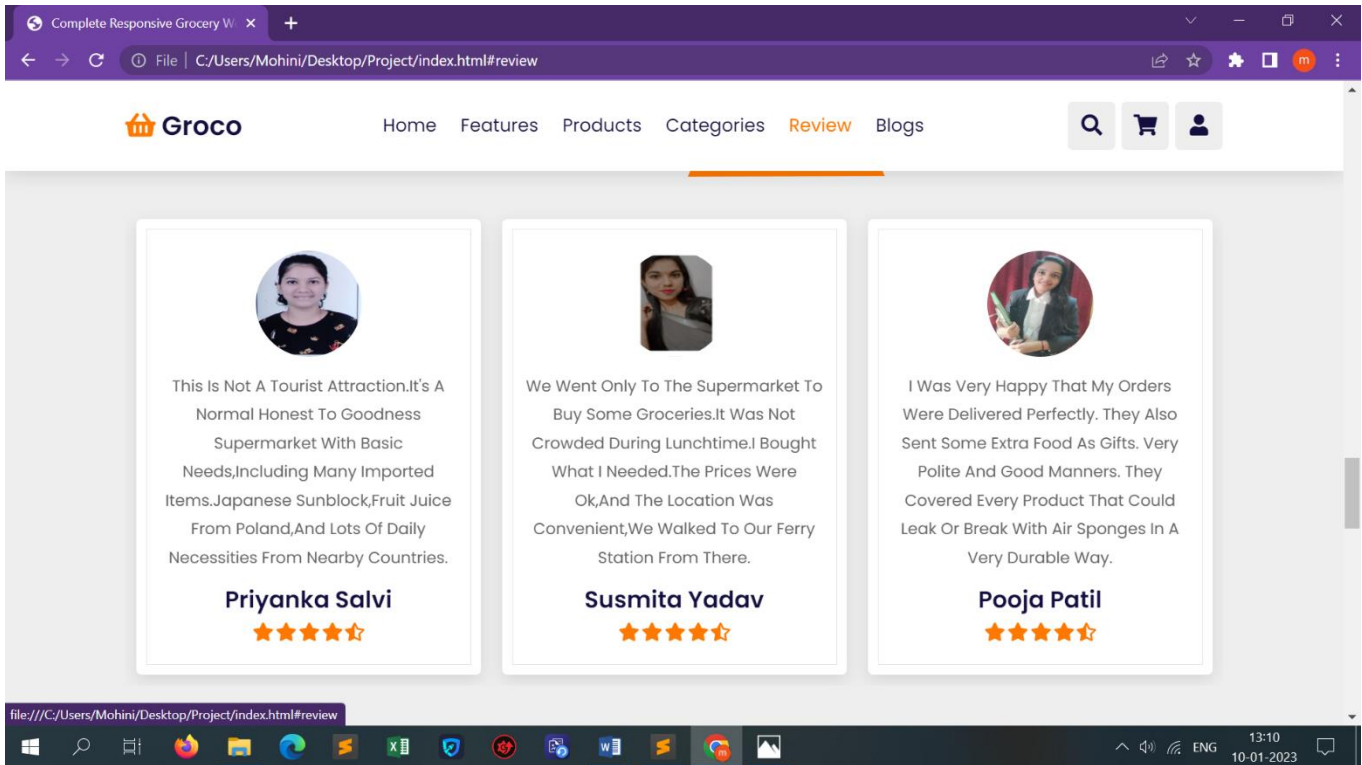 Complete Responsive Grocery W
File | C:/Users/Mohini/Desktop/Project/index.html#review
m
Groco
Home Features Products Categories Review Blogs
This Is Not A Tourist Attraction.It's A
Normal Honest To Goodness
Supermarket With Basic
Needs,Including Many Imported
Items.Japanese Sunblock,Fruit Juice
From Poland,And Lots Of Daily
Necessities From Nearby Countries.
Priyanka Salvi
We Went Only To The Supermarket To
Buy Some Groceries.It Was Not
Crowded During Lunchtime.I Bought
What I Needed.The Prices Were
Ok,And The Location Was
Convenient,We Walked To Our Ferry
Station From There.
Susmita Yadav
I Was Very Happy That My Orders
Were Delivered Perfectly. They Also
Sent Some Extra Food As Gifts. Very
Polite And Good Manners. They
Covered Every Product That Could
Leak Or Break With Air Sponges In A
Very Durable Way.
Pooja Patil
file:///C:/Users/Mohini/Desktop/Project/index.html#review
ENG
13:10
10-01-2023